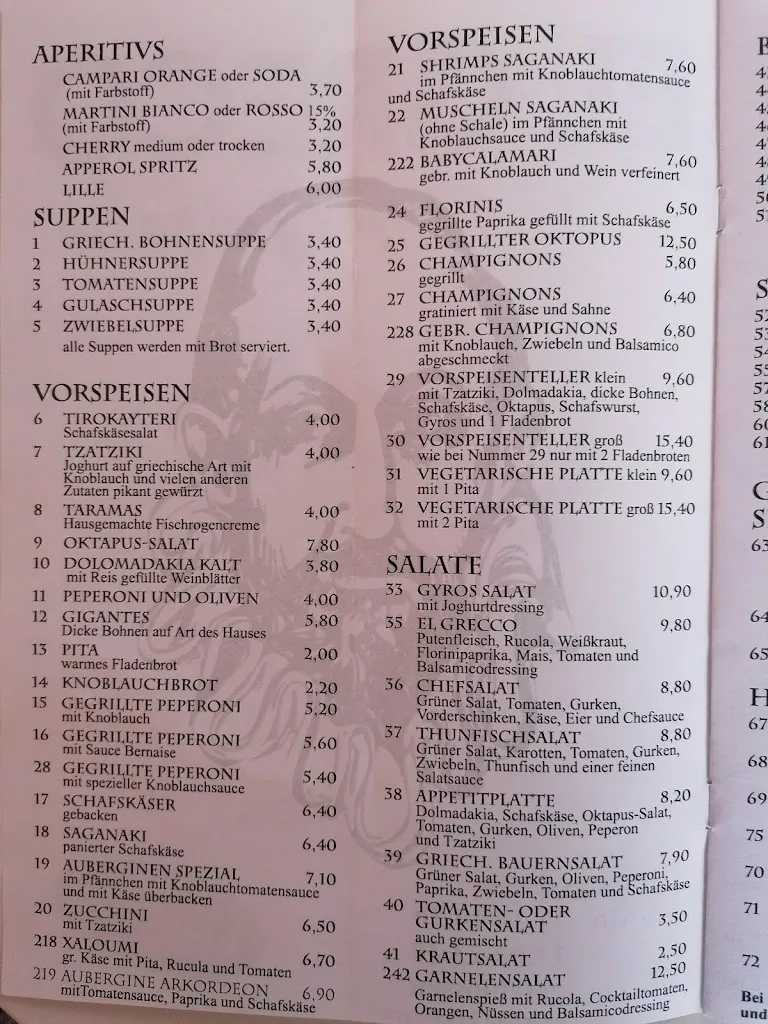 APERITIVS
CAMPARI ORANGE oder SODA
(mit Farbstoff) 3,70
MARTINI BIANCO oder ROSSO 15%
(mit Farbstoff) 3,20
CHERRY medium oder trocken 3,20
APPEROL SPRITZ 5,80
LILLE 6,00
SUPPEN
1 GRIECH. BOHNENSUPPE 3,40
2 HÜHNERSUPPE 3,40
3 TOMATENSUPPE 3,40
4 GULASCHSUPPE 3,40
5 ZWIEBELSUPPE 3,40
alle Suppen werden mit Brot serviert.
VORSPEISEN
6 TIROKAYTERI 4,00
Schafskäsesalat
7 TZATZIKI 4,00
Joghurt auf griechische Art mit
Knoblauch und vielen anderen
Zutaten pikant gewürzt
8 TARAMAS 4,00
Hausgemachte Fischrogencreme
9 OKTAPUS-SALAT 7,80
10 DOLOMADAKIA KALT 3,80
mit Reis gefüllte Weinblätter
11 PEPERONI UND OLIVEN 4,00
12 GIGANTES 5,80
Dicke Bohnen auf Art des Hauses
13 PITA 2,00
warmes Fladenbrot
14 KNOBLAUCHBROT 2,20
15 GEGRILLTE PEPERONI 5,20
mit Knoblauch
16 GEGRILLTE PEPERONI 5,60
mit Sauce Bernaise
28 GEGRILLTE PEPERONI 5,40
mit spezieller Knoblauchsauce
17 SCHAFSKÄSER 6,40
gebacken
18 SAGANAKI 6,40
panierter Schafskäse
19 AUBERGINEN SPEZIAL 7,10
im Pfännchen mit Knoblauchtomatensauce
und mit Käse überbacken
20 ZUCCHINI 6,50
mit Tzatziki
218 XALOUMI 6,70
gr. Käse mit Pita, Rucula und Tomaten
219 AUBERGINE ARKORDEON 6,90
mitTomatensauce, Paprika und Schafskäse
VORSPEISEN
21 SHRIMPS SAGANAKI 7,60
im Pfännchen mit Knoblauchtomatensauce
und Schafskäse
22 MUSCHELN SAGANAKI
(ohne Schale) im Pfännchen mit
Knoblauchsauce und Schafskäse
222 BABYCALAMARI 7,60
gebr. mit Knoblauch und Wein verfeinert
24 FLORINIS 6,50
gegrillte Paprika gefüllt mit Schafskäse
25 GEGRILLTER OKTOPUS 12,50
26 CHAMPIGNONS 5,80
gegrillt
27 CHAMPIGNONS 6,40
gratiniert mit Käse und Sahne
228 GEBR. CHAMPIGNONS 6,80
mit Knoblauch, Zwiebeln und Balsamico
abgeschmeckt
29 VORSPEISENTELLER klein 9,60
mit Tzatziki, Dolmadakia, dicke Bohnen,
Schafskäse, Oktapus, Schafswurst,
Gyros und 1 Fladenbrot
30 VORSPEISENTELLER groß 15,40
wie bei Nummer 29 nur mit 2 Fladenbroten
31 VEGETARISCHE PLATTE klein 9,60
mit 1 Pita
32 VEGETARISCHE PLATTE groß 15,40
mit 2 Pita
SALATE
33 GYROS SALAT 10,90
mit Joghurtdressing
35 EL GRECCO 9,80
Putenfleisch, Rucola, Weißkraut,
Florinipaprika, Mais, Tomaten und
Balsamicodressing
36 CHEFSALAT 8,80
Grüner Salat, Tomaten, Gurken,
Vorderschinken, Käse, Eier und Chefsauce
37 THUNFISCHSALAT 8,80
Grüner Salat, Karotten, Tomaten, Gurken,
Zwiebeln, Thunfisch und einer feinen
Salatsauce
38 APPETITPLATTE 8,20
Dolmadakia, Schafskäse, Oktapus-Salat,
Tomaten, Gurken, Oliven, Peperon
und Tzatziki
39 GRIECH. BAUERNSALAT 7,90
Grüner Salat, Gurken, Oliven, Peperoni,
Paprika, Zwiebeln, Tomaten und Schafskäse
40 TOMATEN- ODER
GURKENSALAT 3,50
auch gemischt
41 KRAUTSALAT 2,50
242 GARNELENSALAT 12,50
Garnelenspieß mit Rucola, Cocktailtomaten,
Orangen, Nüssen und Balsamicodressing
63
64
65
67
68
69
75
70
71
72
Bei
und